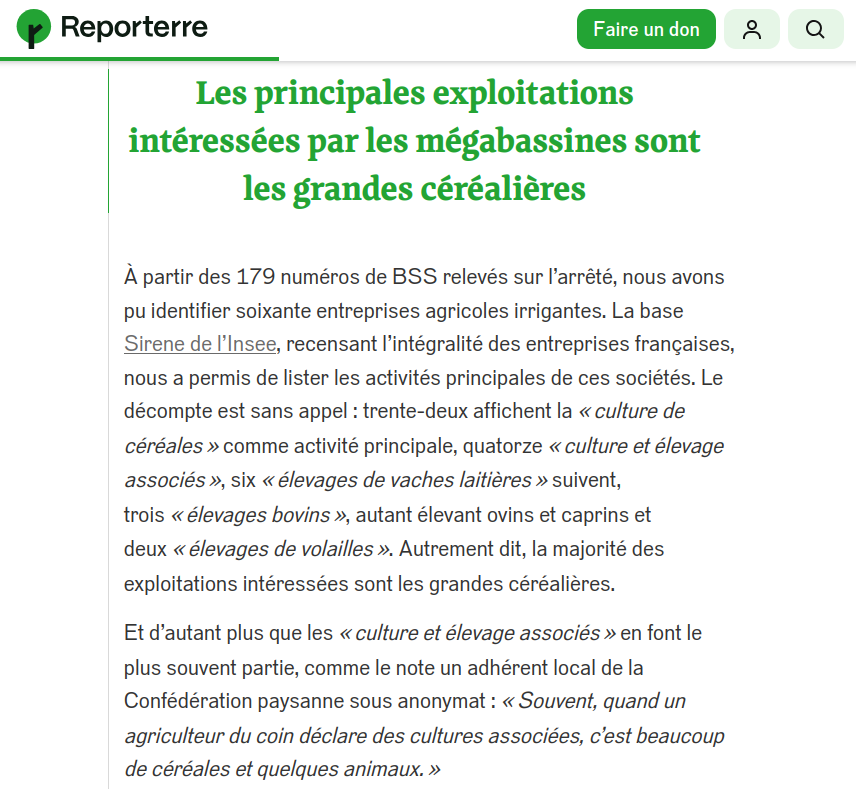 Reporterre
Faire un don
Les principales exploitations
intéressées par les mégabassines sont
les grandes céréalières
À partir des 179 numéros de BSS relevés sur l’arrêté, nous avons
pu identifier soixante entreprises agricoles irrigantes. La base
Sirene de l’Insee, recensant l’intégralité des entreprises françaises,
nous a permis de lister les activités principales de ces sociétés. Le
décompte est sans appel : trente-deux affichent la « culture de
céréales » comme activité principale, quatorze « culture et élevage
associés », six « élevages de vaches laitières » suivent,
trois « élevages bovins », autant élevant ovins et caprins et
deux « élevages de volailles ». Autrement dit, la majorité des
exploitations intéressées sont les grandes céréalières.
Et d’autant plus que les « culture et élevage associés » en font le
plus souvent partie, comme le note un adhérent local de la
Confédération paysanne sous anonymat : « Souvent, quand un
agriculteur du coin déclare des cultures associées, c’est beaucoup
de céréales et quelques animaux. »